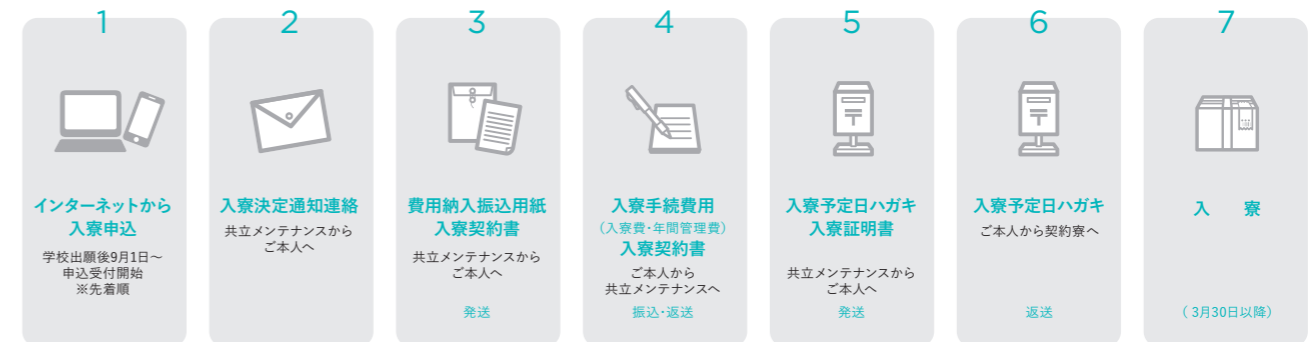 1
インターネットから
入寮申込
学校出願後9月1日～
申込受付開始
※先着順
2
入寮決定通知連絡
共立メンテナンスから
ご本人へ
3
費用納入振込用紙
入寮契約書
共立メンテナンスから
ご本人へ
発送
4
入寮手続費用
(入寮費・年間管理費)
入寮契約書
ご本人から
共立メンテナンスへ
振込・返送
5
入寮予定日ハガキ
入寮証明書
共立メンテナンスから
ご本人へ
発送
6
入寮予定日ハガキ
ご本人から契約寮へ
返送
7
入　寮
(3月30日以降)